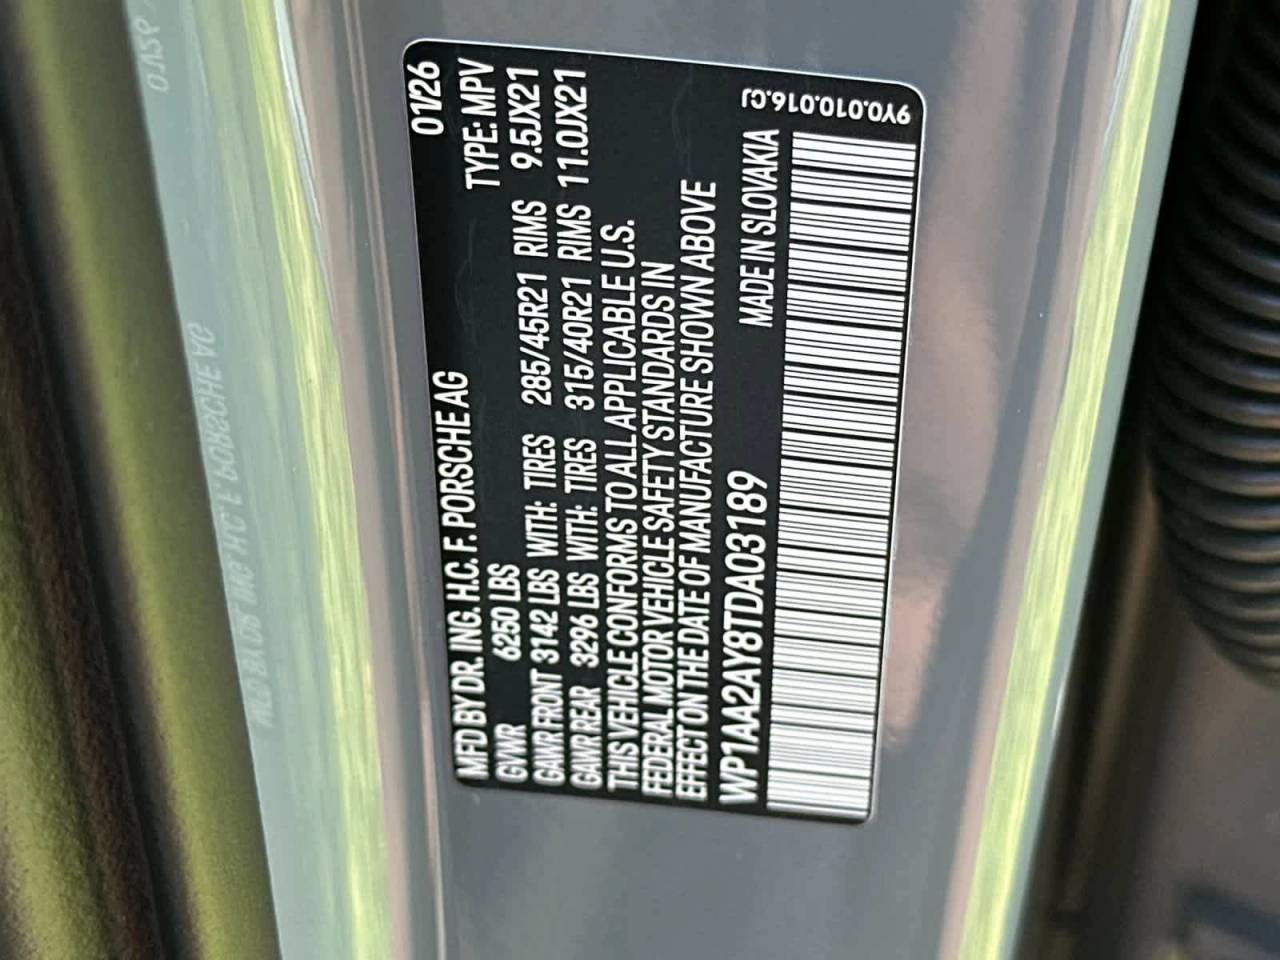 MFD BY DR. ING. H.C. F. PORSCHE AG 01/26
GVWR 6250 LBS TYPE: MPV
GAWR FRONT 3142 LBS WITH: TIRES 285/45R21 RIMS 9.5JX21
GAWR REAR 3296 LBS WITH: TIRES 315/40R21 RIMS 11.0JX21
THIS VEHICLE CONFORMS TO ALL APPLICABLE U.S.
FEDERAL MOTOR VEHICLE SAFETY STANDARDS IN
EFFECT ON THE DATE OF MANUFACTURE SHOWN ABOVE
WP1AA2AY8TDA03189 MADE IN SLOVAKIA
9Y0.010.016.CJ